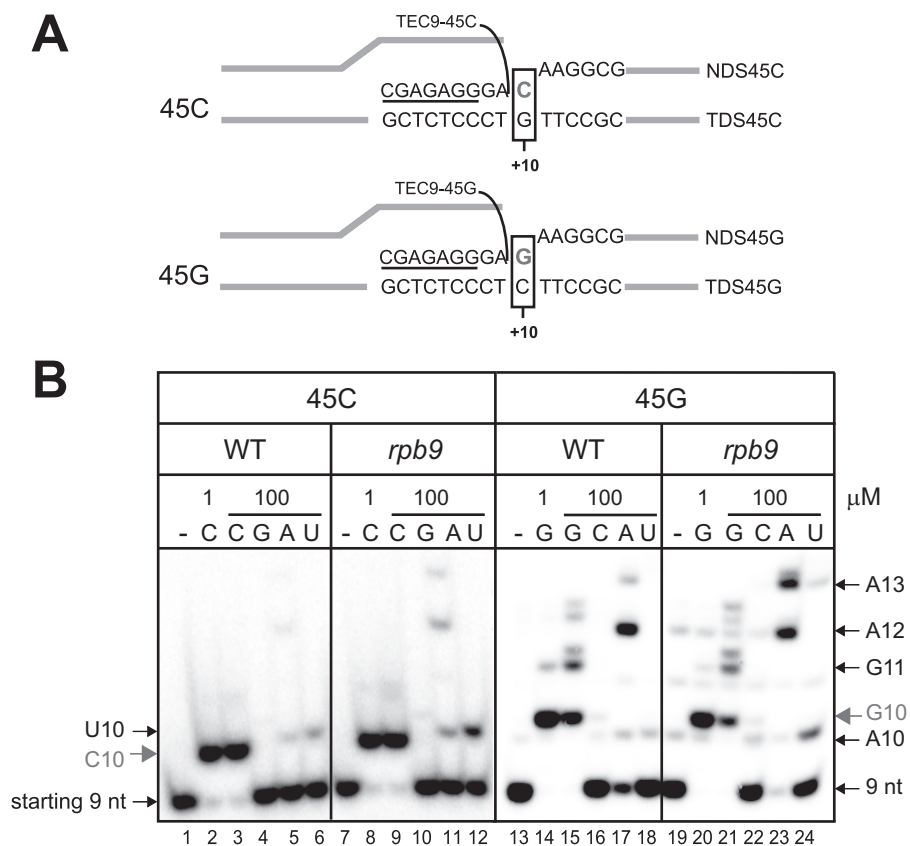 A
TEC9-45C
AAGGCG NDS45C
CGAGAGGGA C
45C
GCTCTCCCT G TTCCGC TDS45C
+10
TEC9-45G
AAGGCG NDS45G
CGAGAGGGA G
45G
GCTCTCCCT C TTCCGC TDS45G
+10
B
45C 45G
WT rpb9 WT rpb9
1 100 1 100 1 100 1 100 μM
- C C G A U - C C G A U - G G C A U - G G C A U
A13
A12
G11
U10 G10
C10 A10
starting 9 nt 9 nt
1 2 3 4 5 6 7 8 9 10 11 12 13 14 15 16 17 18 19 20 21 22 23 24